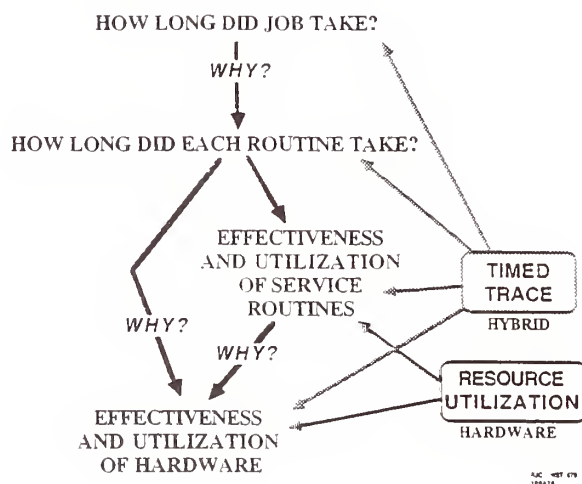 HOW LONG DID JOB TAKE?
WHY?
HOW LONG DID EACH ROUTINE TAKE?
EFFECTIVENESS
AND UTILIZATION
OF SERVICE
ROUTINES
TIMED
TRACE
HYBRID
WHY?
WHY?
RESOURCE
UTILIZATION
HARDWARE
EFFECTIVENESS
AND UTILIZATION
OF HARDWARE